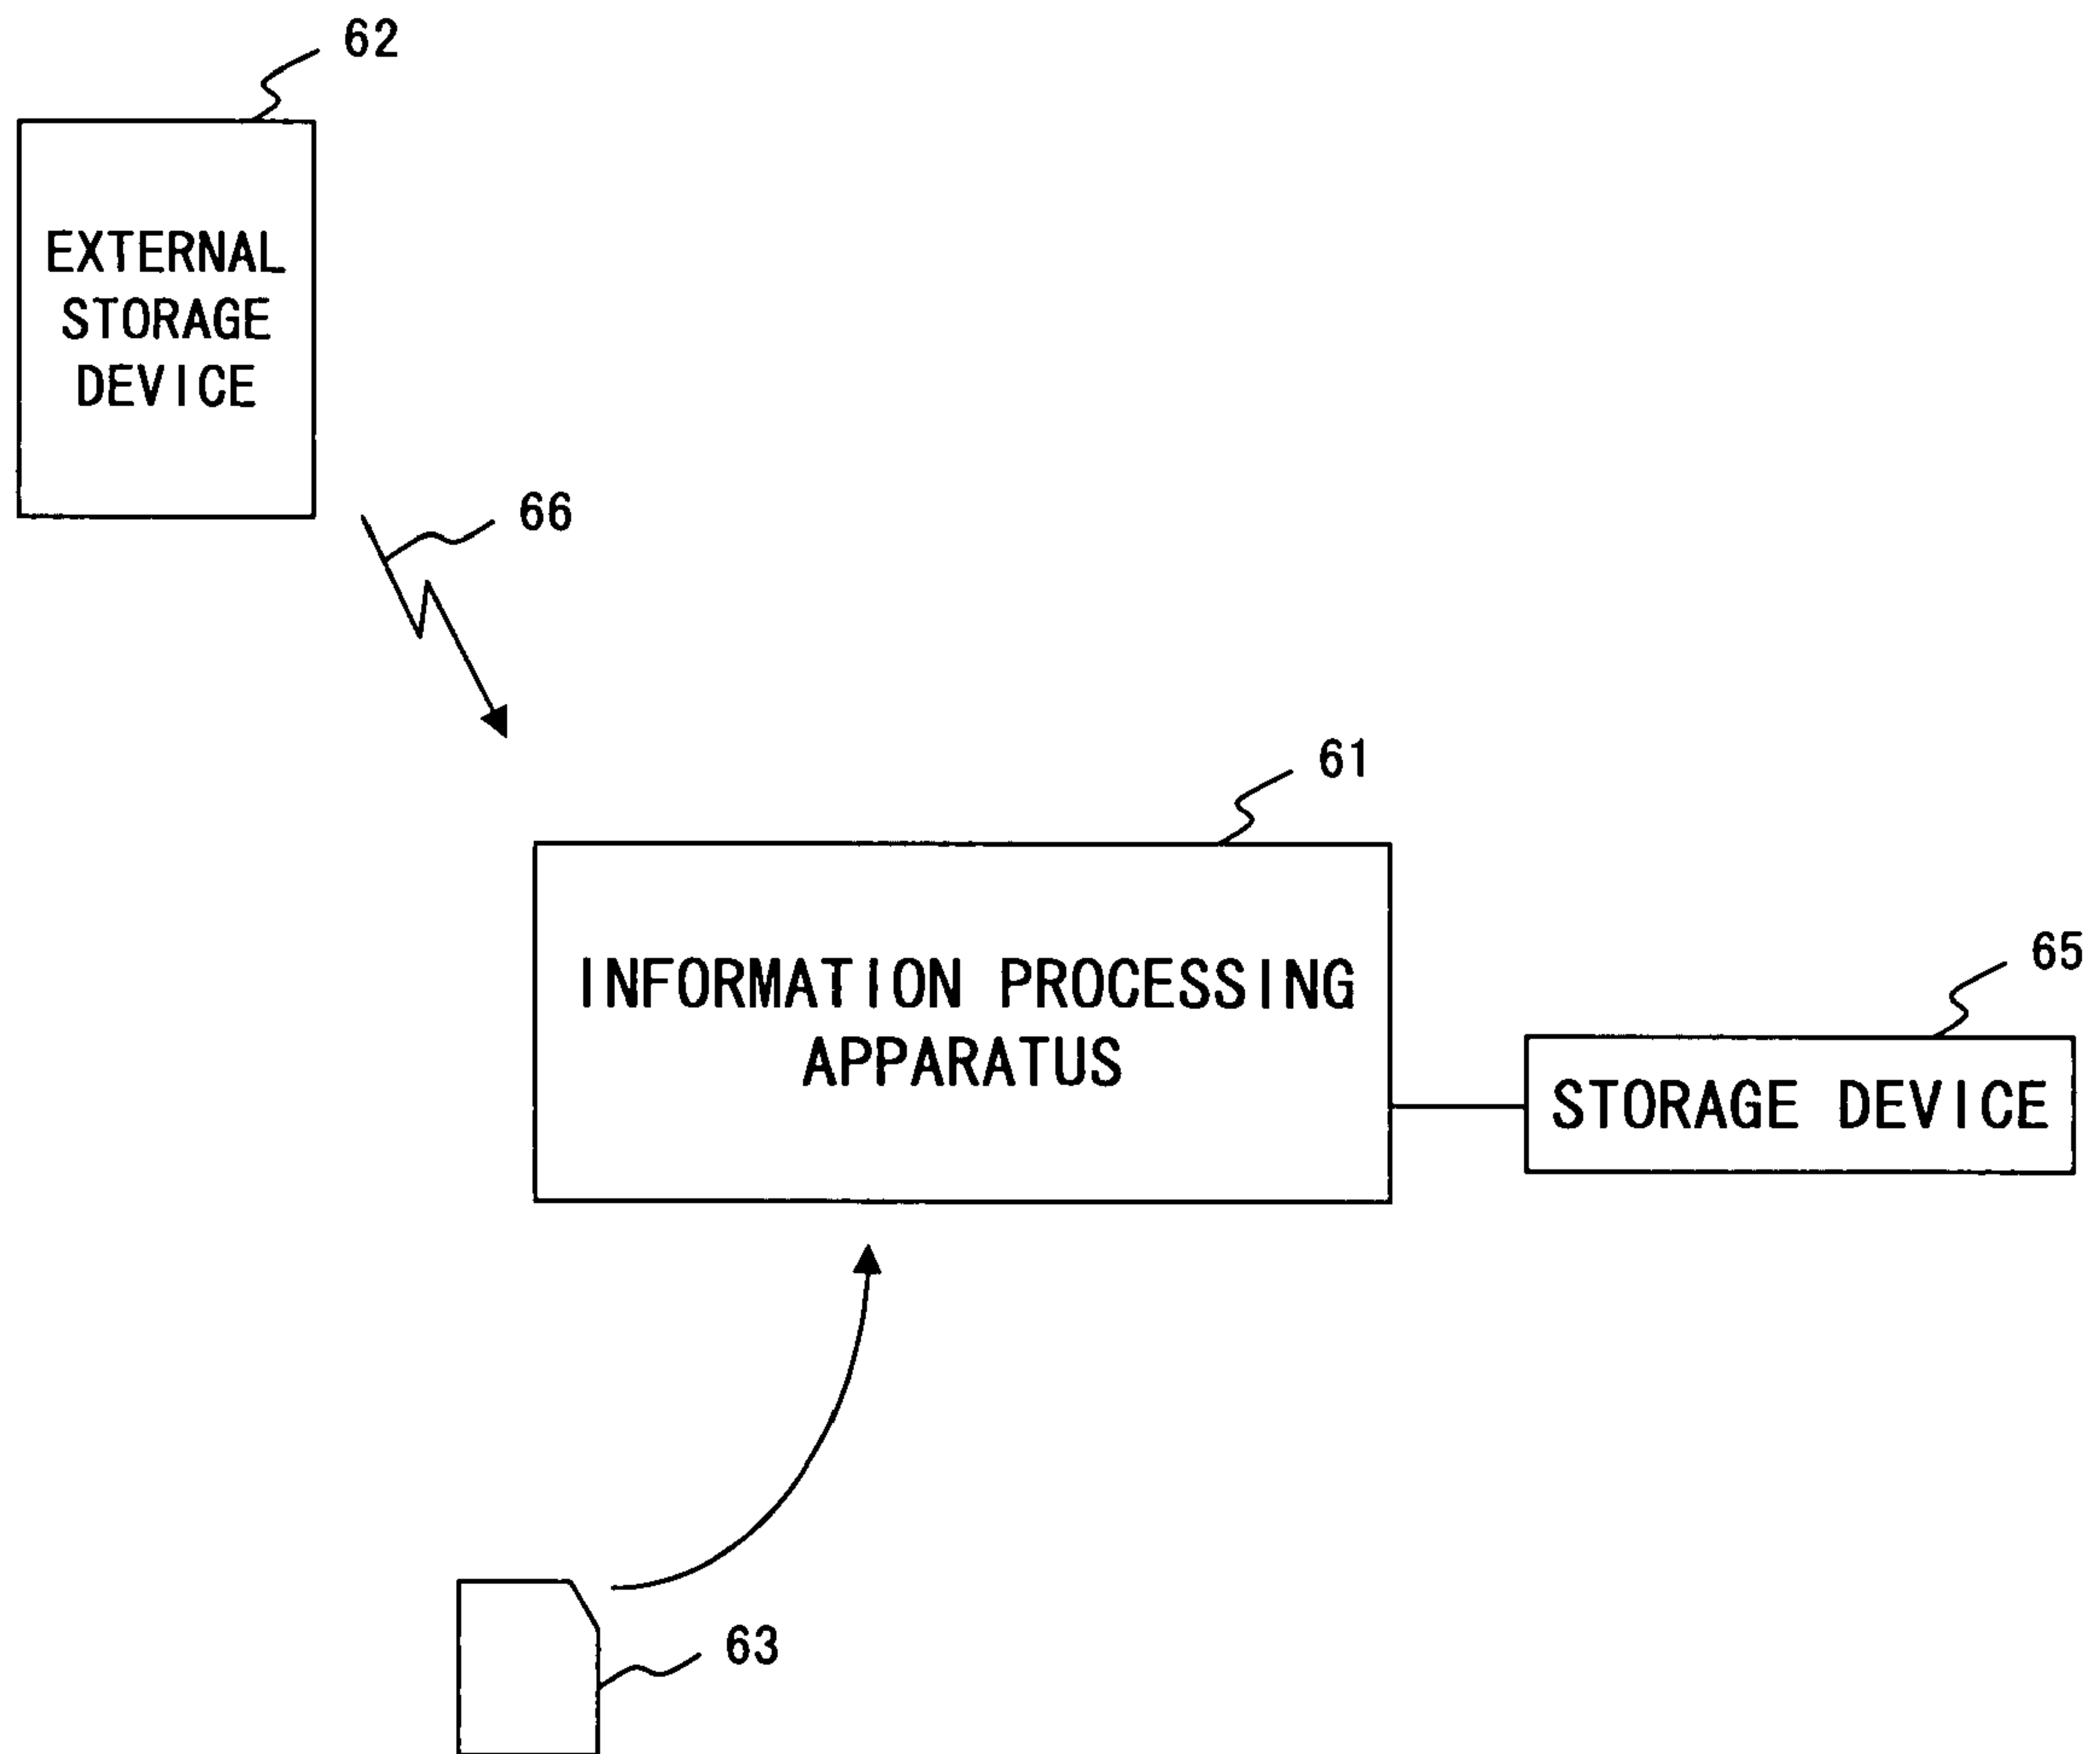 62
EXTERNAL
STORAGE
DEVICE
66
61
INFORMATION PROCESSING
APPARATUS
65
STORAGE DEVICE
63